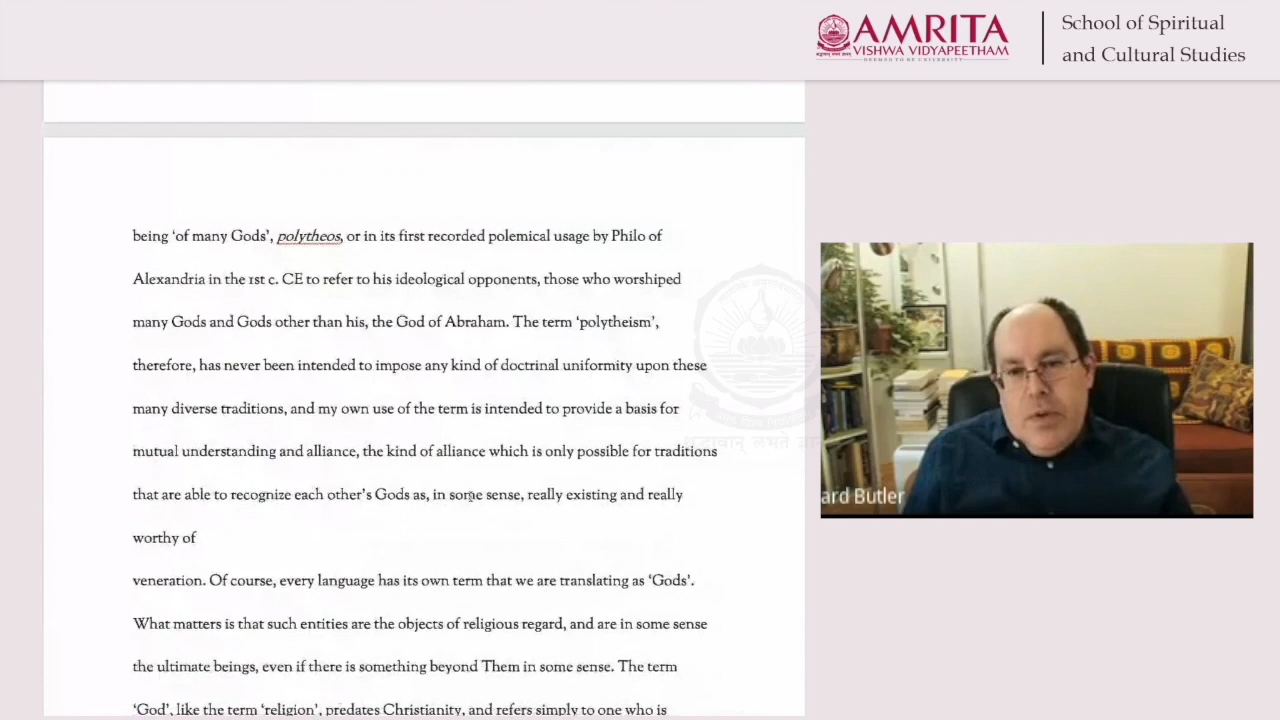 AMRITA
VISHWA VIDYAPEETHAM
DEEMED TO BE UNIVERSITY
School of Spiritual
and Cultural Studies
being ‘of many Gods’, polytheos, or in its first recorded polemical usage by Philo of
Alexandria in the 1st c. CE to refer to his ideological opponents, those who worshiped
many Gods and Gods other than his, the God of Abraham. The term ‘polytheism’,
therefore, has never been intended to impose any kind of doctrinal uniformity upon these
many diverse traditions, and my own use of the term is intended to provide a basis for
mutual understanding and alliance, the kind of alliance which is only possible for traditions
that are able to recognize each other’s Gods as, in some sense, really existing and really
worthy of
veneration. Of course, every language has its own term that we are translating as ‘Gods’.
What matters is that such entities are the objects of religious regard, and are in some sense
the ultimate beings, even if there is something beyond Them in some sense. The term
‘God’, like the term ‘religion’, predates Christianity, and refers simply to one who is
ard Butler